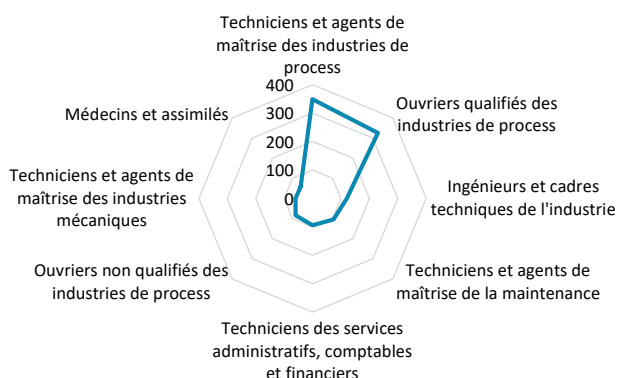 Techniciens et agents de
maîtrise des industries de
process
400
300
200
100
0
Ouvriers qualifiés des
industries de process
Ingénieurs et cadres
techniques de l'industrie
Techniciens et agents de
maîtrise de la maintenance
Techniciens des services
administratifs, comptables
et financiers
Ouvriers non qualifiés des
industries de process
Techniciens et agents de
maîtrise des industries
mécaniques
Médecins et assimilés